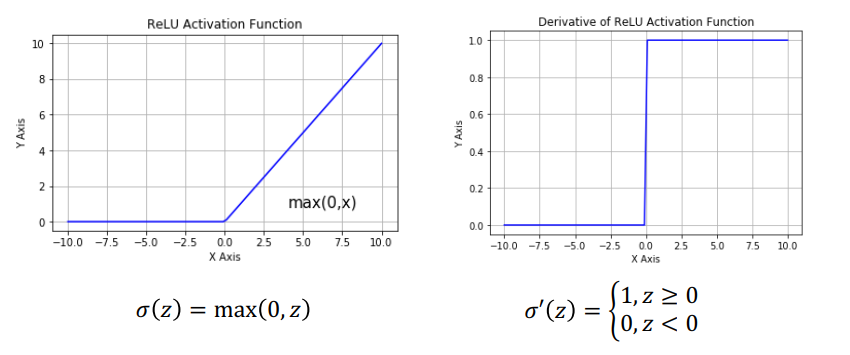 ReLU Activation Function
Y Axis
10
8
6
4
2
0
max(0,x)
−10.0 −7.5 −5.0 −2.5 0.0 2.5 5.0 7.5 10.0
X Axis
σ(z) = max(0, z)
Derivative of ReLU Activation Function
Y Axis
1.0
0.8
0.6
0.4
0.2
0.0
−10.0 −7.5 −5.0 −2.5 0.0 2.5 5.0 7.5 10.0
X Axis
σ′(z) = {1, z ≥ 0
0, z < 0